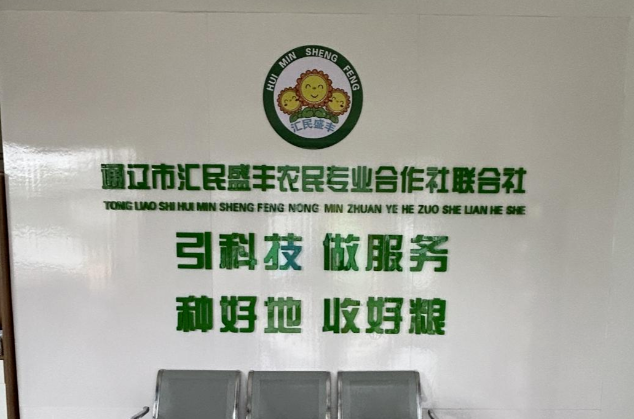 HUI MIN SHENG FENG
汇民盛丰
通辽市汇民盛丰农民专业合作社联合社
TONG LIAO SHI HUI MIN SHENG FENG NONG MIN ZHUAN YE HE ZUO SHE LIAN HE SHE
引科技 做服务
种好地 收好粮